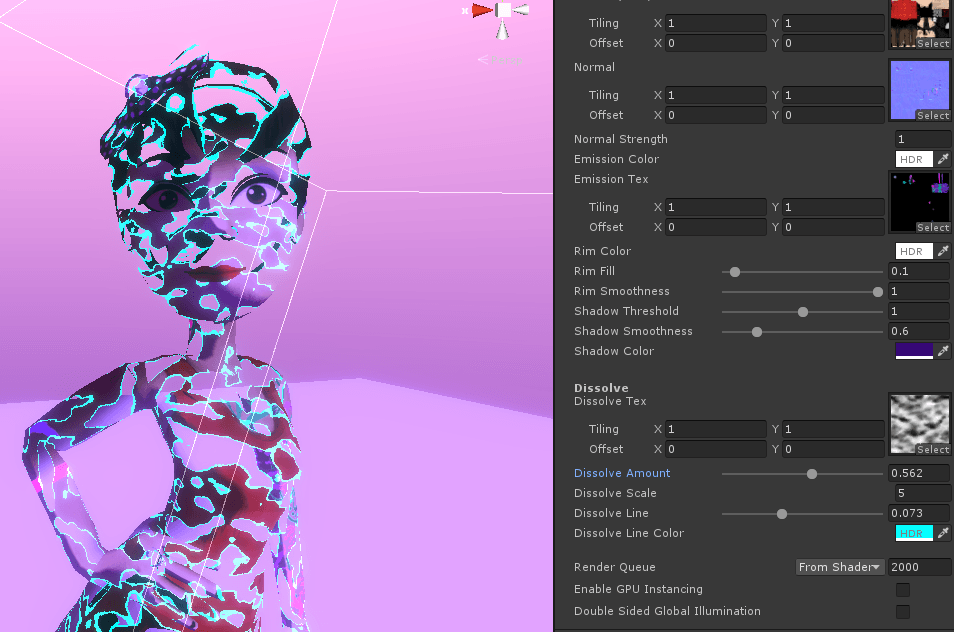 Tiling X 1 Y 1
Offset X 0 Y 0
Select
Normal
Tiling X 1 Y 1
Offset X 0 Y 0
Select
Normal Strength 1
Emission Color HDR
Emission Tex
Tiling X 1 Y 1
Offset X 0 Y 0
Select
Rim Color HDR
Rim Fill 0.1
Rim Smoothness 1
Shadow Threshold 1
Shadow Smoothness 0.6
Shadow Color
Dissolve
Dissolve Tex
Tiling X 1 Y 1
Offset X 0 Y 0
Select
Dissolve Amount 0.562
Dissolve Scale 5
Dissolve Line 0.073
Dissolve Line Color HDR
Render Queue From Shader 2000
Enable GPU Instancing
Double Sided Global Illumination